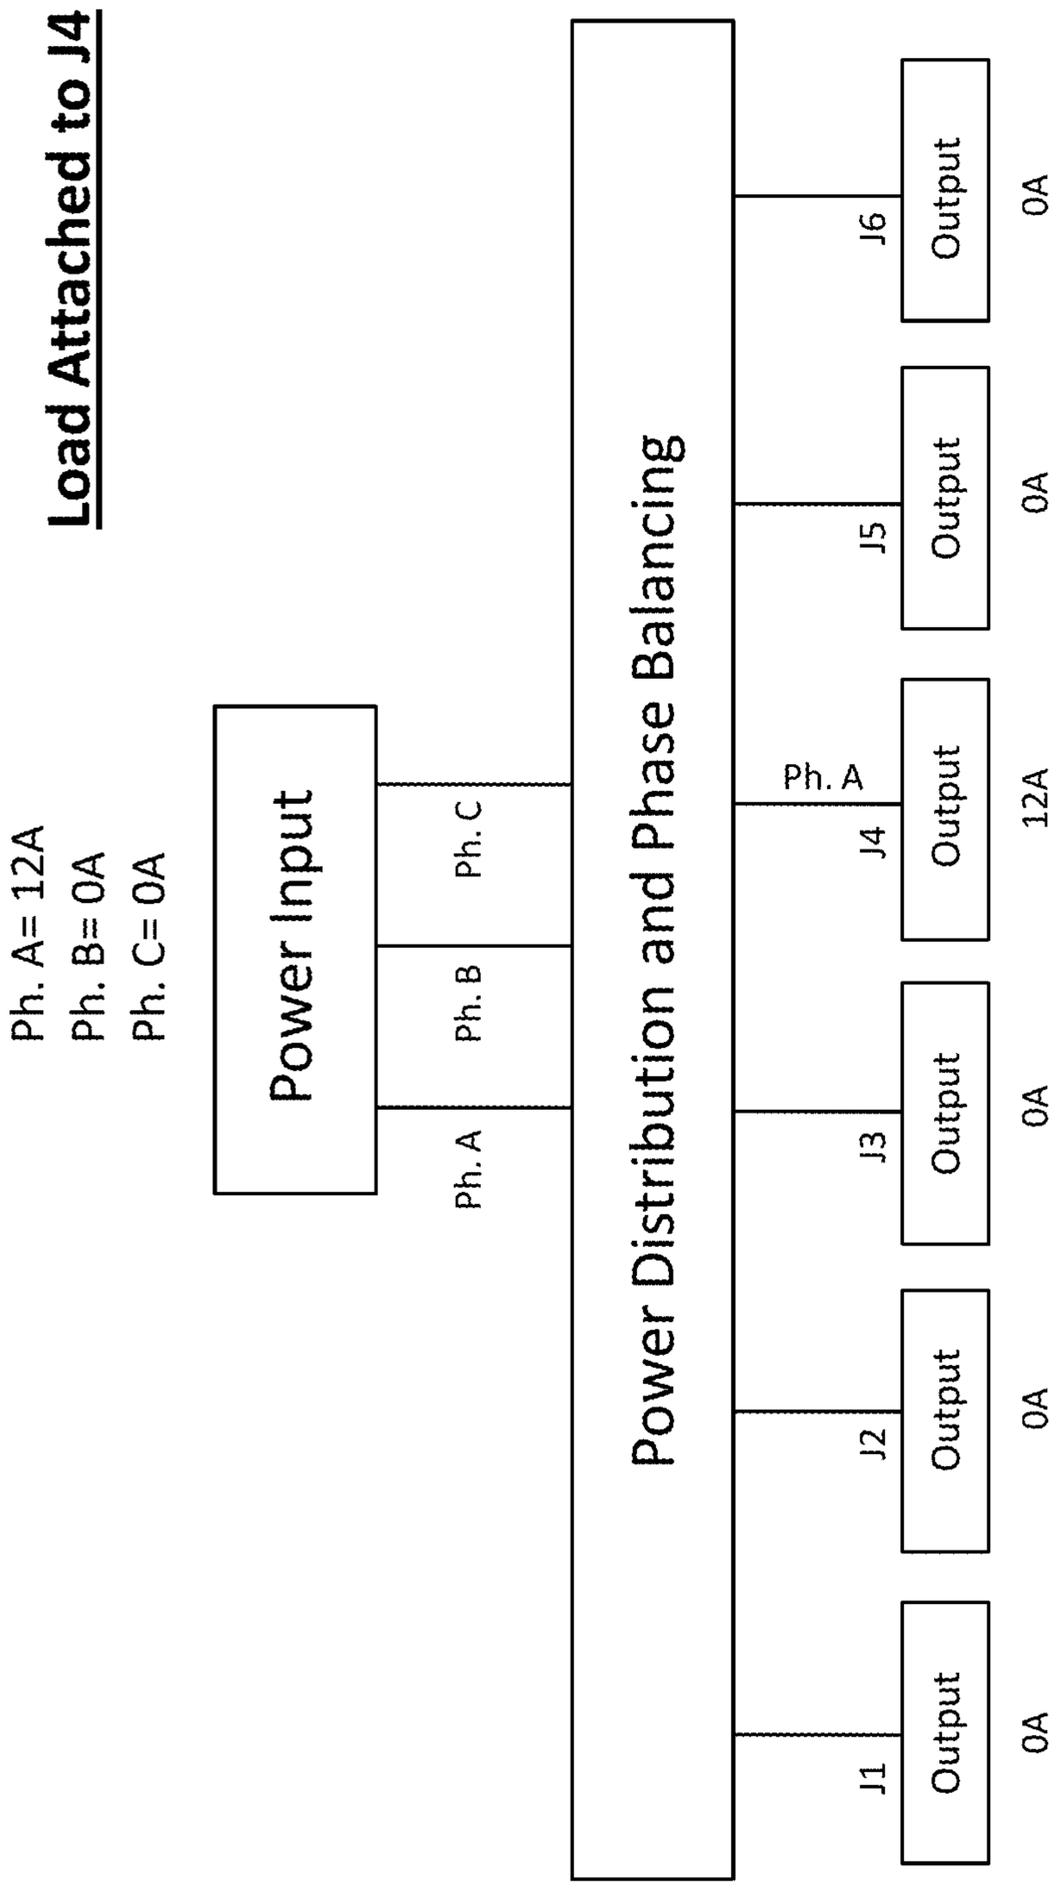 Load Attached to J4
Ph. A= 12A
Ph. B= 0A
Ph. C= 0A
Power Input
Ph. A
Ph. B
Ph. C
Power Distribution and Phase Balancing
Ph. A
J1
J2
J3
J4
J5
J6
Output
Output
Output
Output
Output
Output
0A
0A
0A
12A
0A
0A